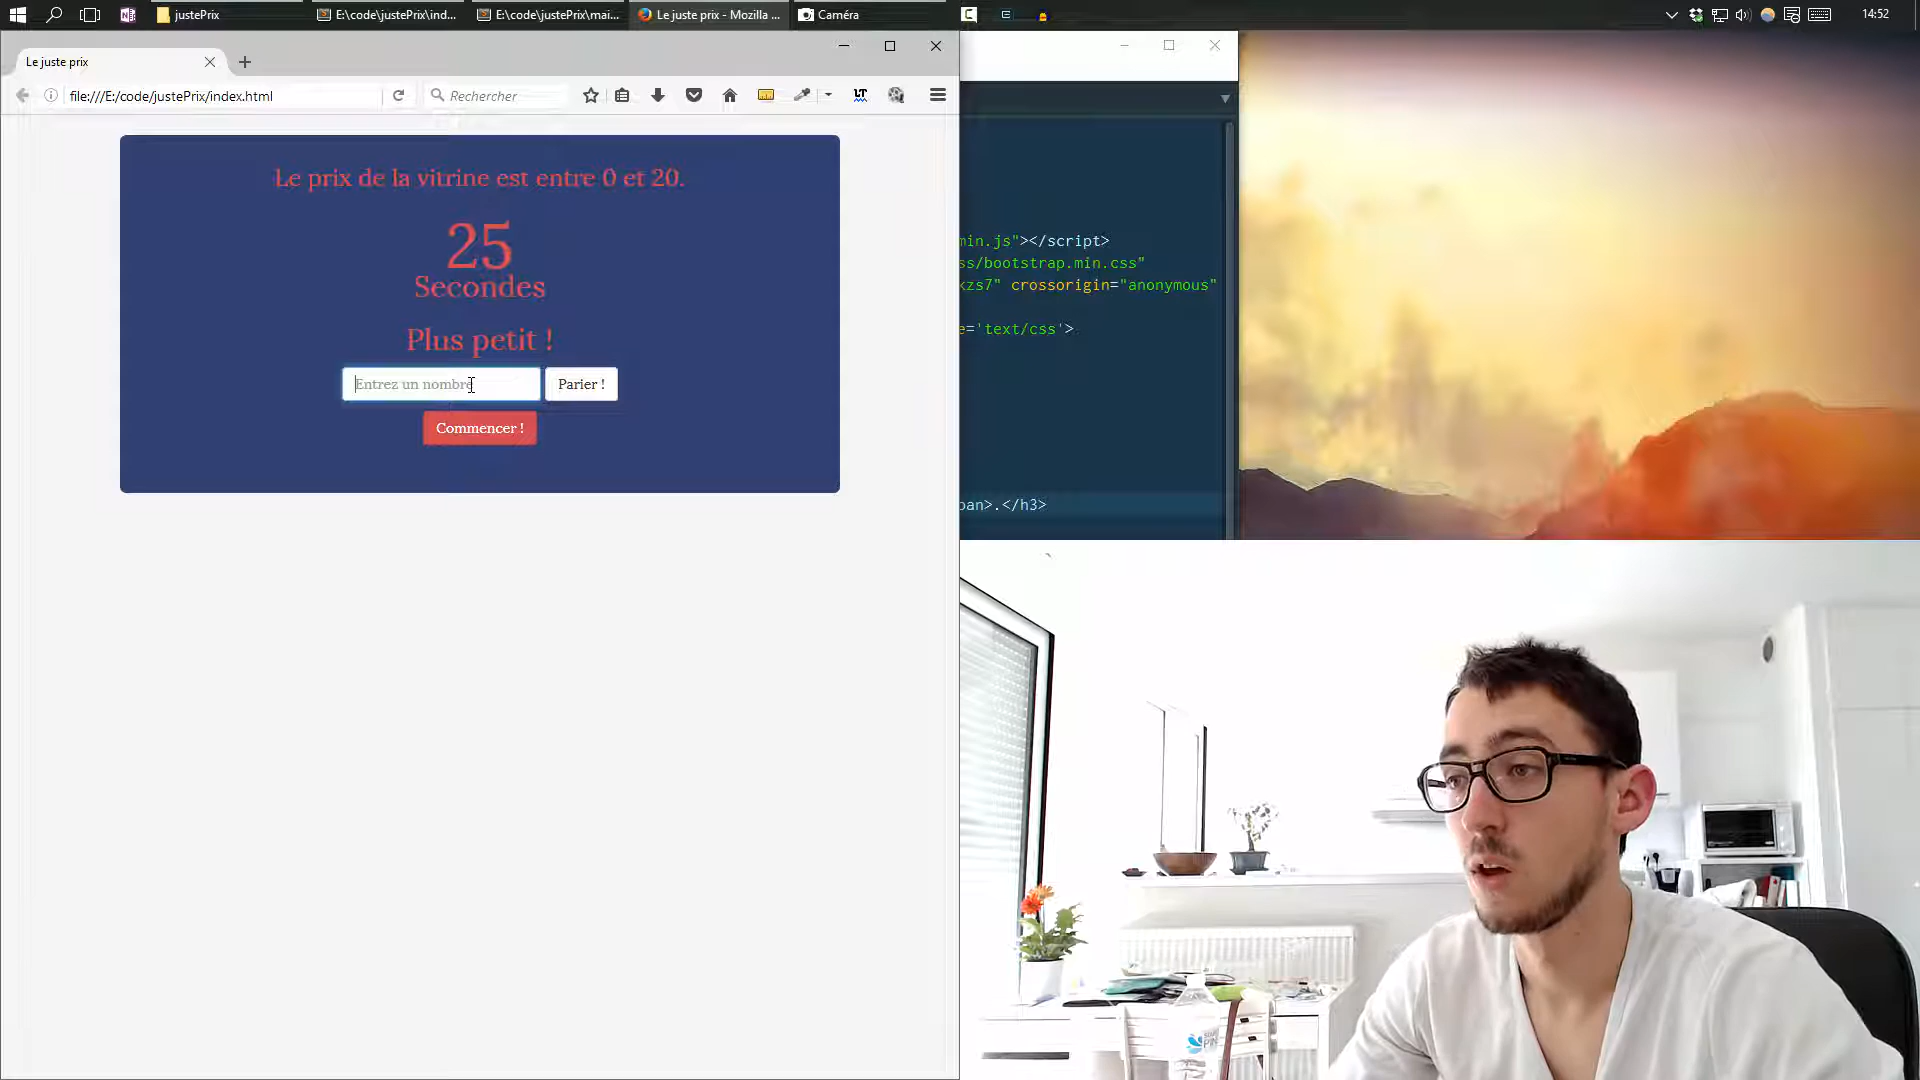 justePrix
E:\code\justePrix\ind...
E:\code\justePrix\mai...
Le juste prix - Mozilla ...
Caméra
14:52
Le juste prix
file:///E:/code/justePrix/index.html
Rechercher
LT
Le prix de la vitrine est entre 0 et 20.
25
Secondes
Plus petit !
Entrez un nombre
Parier !
Commencer !
min.js"></script>
ss/bootstrap.min.css"
kzs7" crossorigin="anonymous"
e='text/css'>
pan>.</h3>